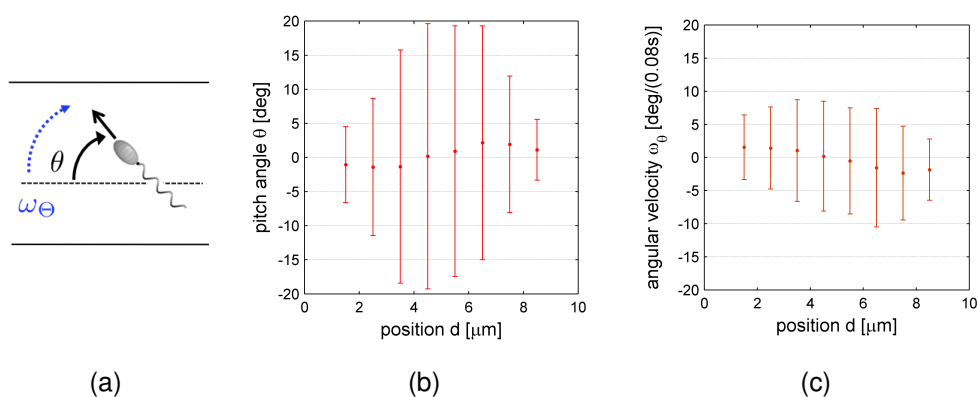 θ
ω_Θ
(a)
pitch angle θ [deg]
20
15
10
5
0
-5
-10
-15
-20
0 2 4 6 8 10
position d [μm]
(b)
angular velocity ω_θ [deg/(0.08s)]
20
15
10
5
0
-5
-10
-15
-20
0 2 4 6 8 10
position d [μm]
(c)